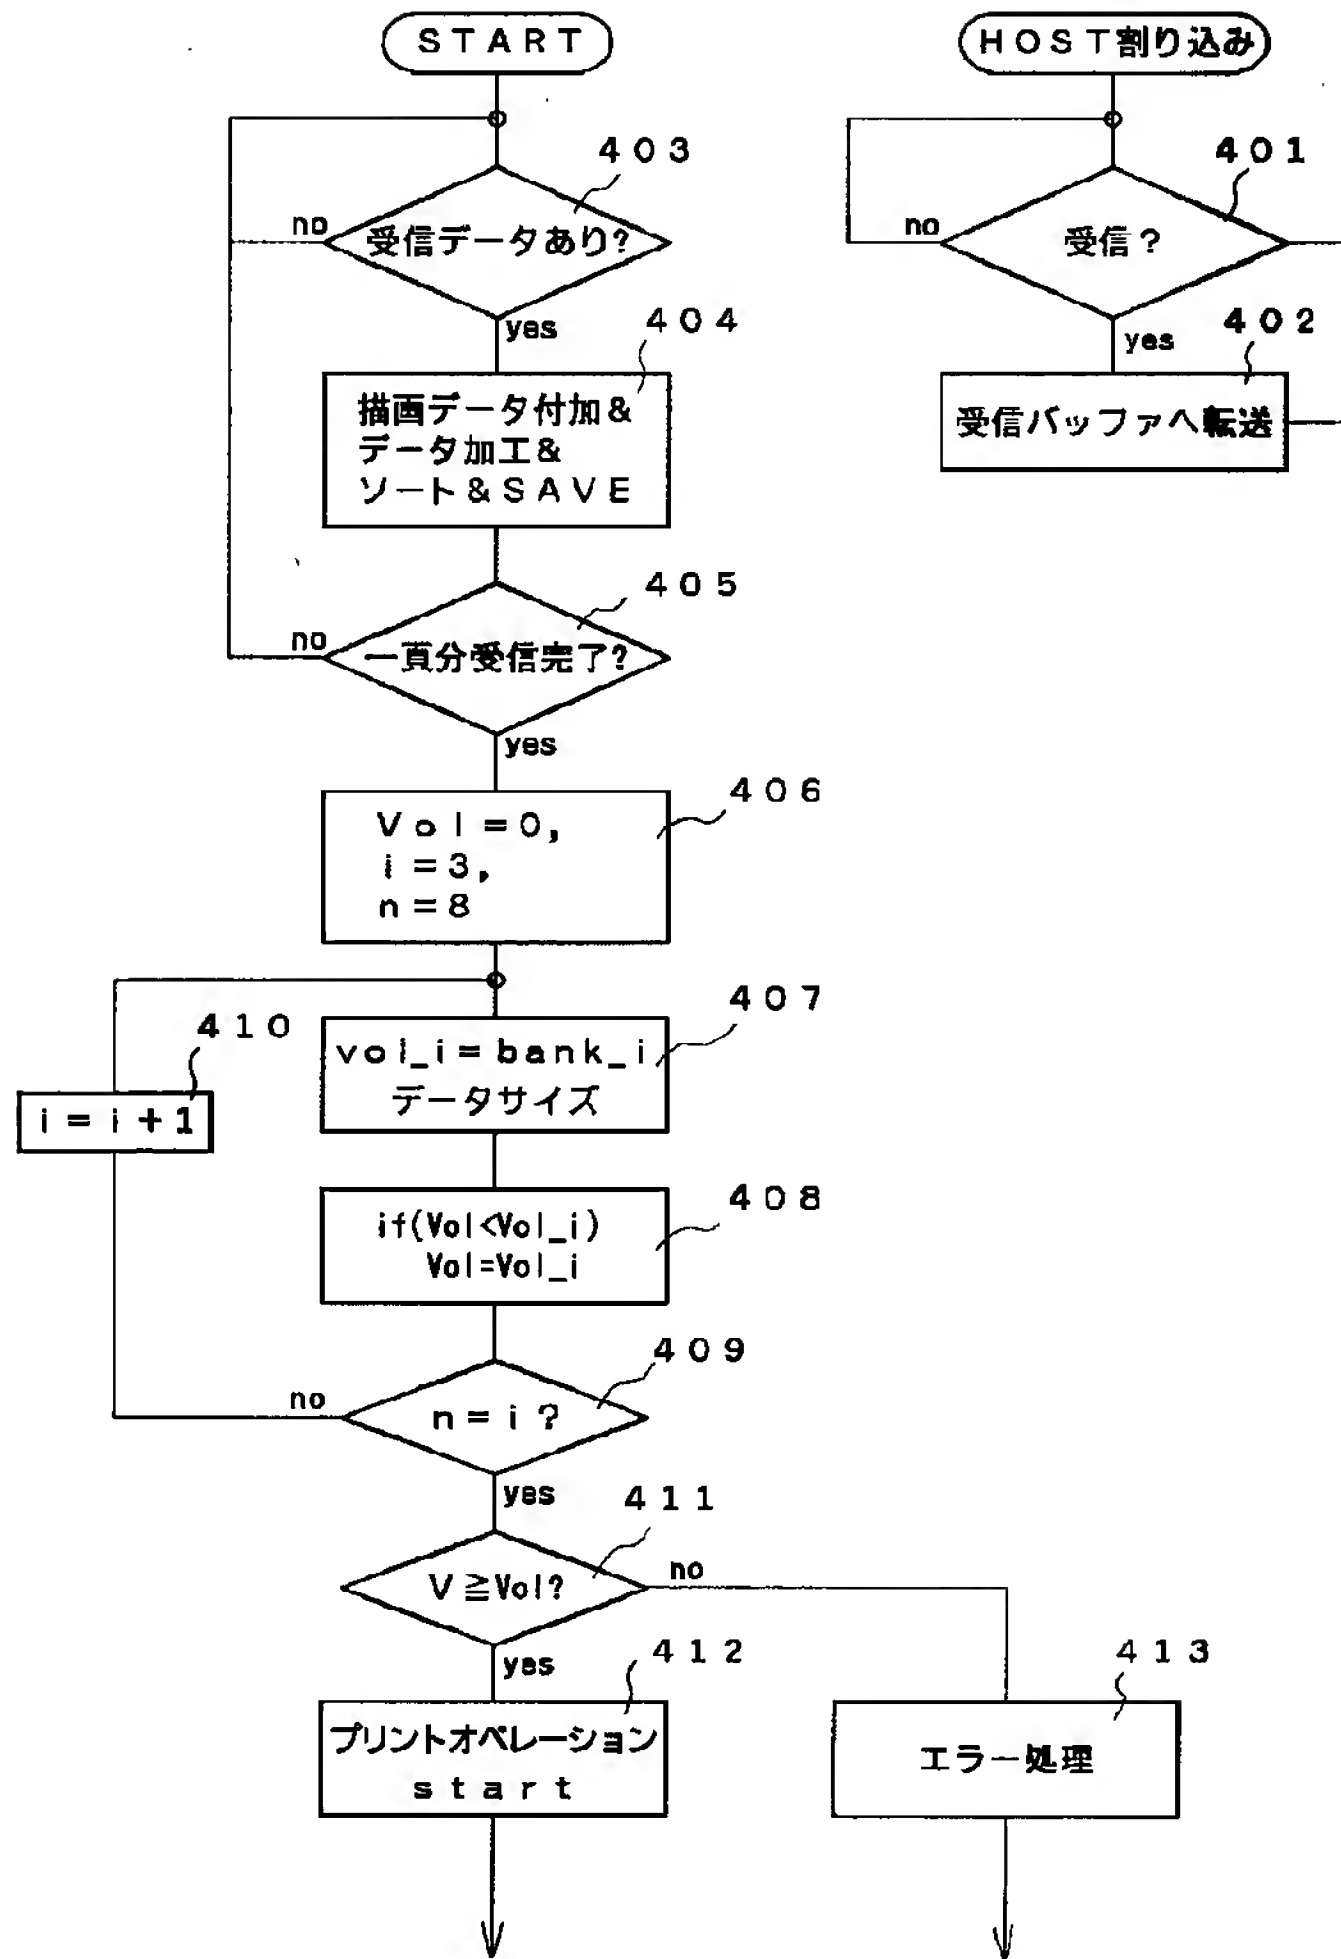 START
403
no
受信データあり?
yes
404
描画データ付加&
データ加工&
ソート&SAVE
405
no
一頁分受信完了?
yes
406
Vol=0,
i=3,
n=8
407
vol_i=bank_i
データサイズ
410
i=i+1
408
if(Vol<Vol_i)
Vol=Vol_i
409
no
n=i?
yes
411
V≧Vol?
no
yes
412
プリントオペレーション
start
413
エラー処理
HOST割り込み
401
no
受信?
yes
402
受信バッファへ転送